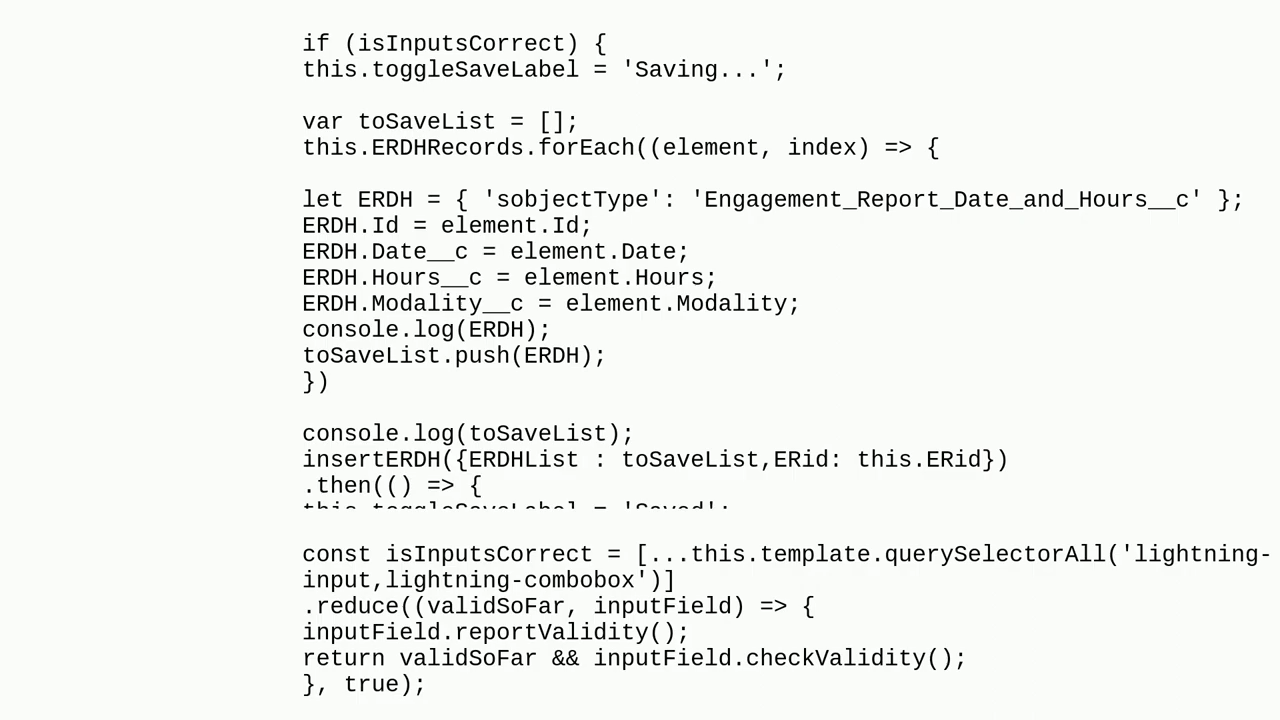 if (isInputsCorrect) {
this.toggleSaveLabel = 'Saving...';
var toSaveList = [];
this.ERDHRecords.forEach((element, index) => {
let ERDH = { 'sobjectType': 'Engagement_Report_Date_and_Hours__c' };
ERDH.Id = element.Id;
ERDH.Date__c = element.Date;
ERDH.Hours__c = element.Hours;
ERDH.Modality__c = element.Modality;
console.log(ERDH);
toSaveList.push(ERDH);
})
console.log(toSaveList);
insertERDH({ERDHList : toSaveList,ERid: this.ERid})
.then(() => {
this.toggleSaveLabel = 'Saved';
const isInputsCorrect = [...this.template.querySelectorAll('lightning-
input,lightning-combobox')]
.reduce((validSoFar, inputField) => {
inputField.reportValidity();
return validSoFar && inputField.checkValidity();
}, true);